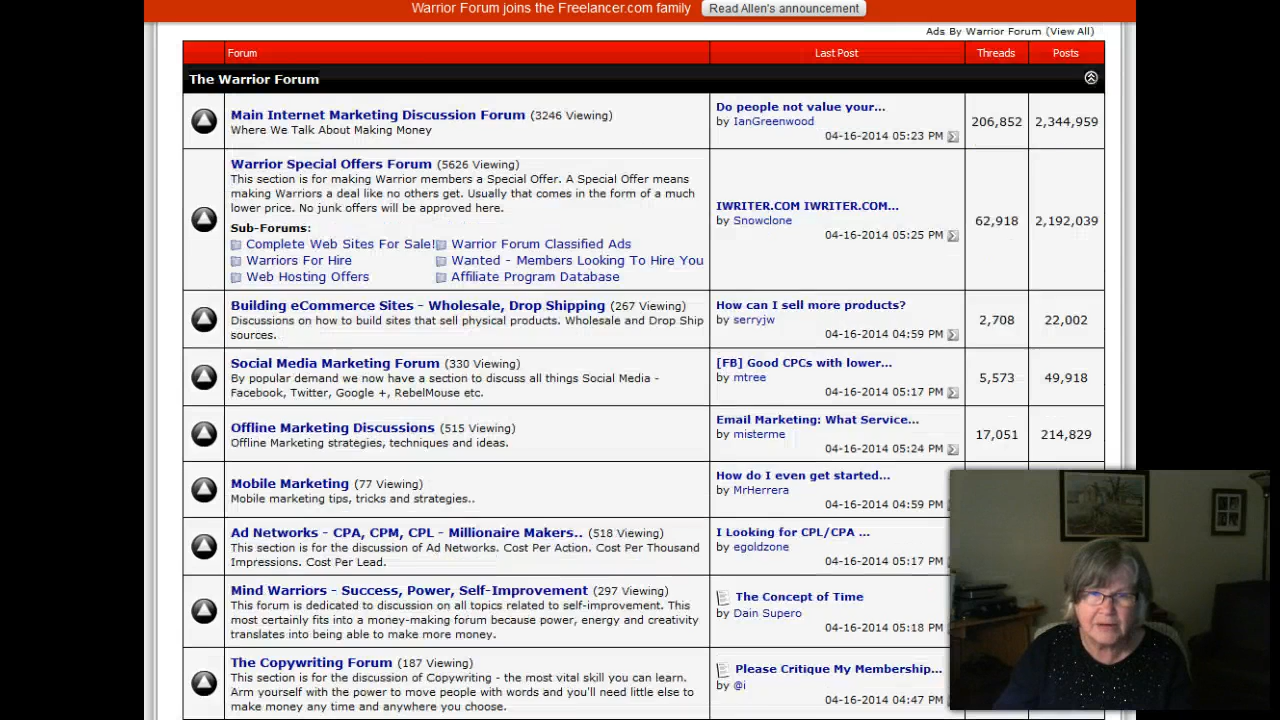 Warrior Forum joins the Freelancer.com family Read Allen's announcement
Ads By Warrior Forum (View All)
Forum Last Post Threads Posts
The Warrior Forum
Main Internet Marketing Discussion Forum (3246 Viewing)
Where We Talk About Making Money
Do people not value your...
by IanGreenwood
04-16-2014 05:23 PM
206,852 2,344,959
Warrior Special Offers Forum (5626 Viewing)
This section is for making Warrior members a Special Offer. A Special Offer means
making Warriors a deal like no others get. Usually that comes in the form of a much
lower price. No junk offers will be approved here.
Sub-Forums:
Complete Web Sites For Sale! Warrior Forum Classified Ads
Warriors For Hire Wanted - Members Looking To Hire You
Web Hosting Offers Affiliate Program Database
IWRITER.COM IWRITER.COM...
by Snowclone
04-16-2014 05:25 PM
62,918 2,192,039
Building eCommerce Sites - Wholesale, Drop Shipping (267 Viewing)
Discussions on how to build sites that sell physical products. Wholesale and Drop Ship
sources.
How can I sell more products?
by serryjw
04-16-2014 04:59 PM
2,708 22,002
Social Media Marketing Forum (330 Viewing)
By popular demand we now have a section to discuss all things Social Media -
Facebook, Twitter, Google +, RebelMouse etc.
[FB] Good CPCs with lower...
by mtree
04-16-2014 05:17 PM
5,573 49,918
Offline Marketing Discussions (515 Viewing)
Offline Marketing strategies, techniques and ideas.
Email Marketing: What Service...
by misterme
04-16-2014 05:24 PM
17,051 214,829
Mobile Marketing (77 Viewing)
Mobile marketing tips, tricks and strategies..
How do I even get started...
by MrHerrera
04-16-2014 04:59 PM
Ad Networks - CPA, CPM, CPL - Millionaire Makers.. (518 Viewing)
This section is for the discussion of Ad Networks. Cost Per Action. Cost Per Thousand
Impressions. Cost Per Lead.
I Looking for CPL/CPA ...
by egoldzone
04-16-2014 05:17 PM
Mind Warriors - Success, Power, Self-Improvement (297 Viewing)
This forum is dedicated to discussion on all topics related to self-improvement. This
most certainly fits into a money-making forum because power, energy and creativity
translates into being able to make more money.
The Concept of Time
by Dain Supero
04-16-2014 05:18 PM
The Copywriting Forum (187 Viewing)
This section is for the discussion of Copywriting - the most vital skill you can learn.
Arm yourself with the power to move people with words and you'll need little else to
make money any time and anywhere you choose.
Please Critique My Membership...
by @i
04-16-2014 04:47 PM